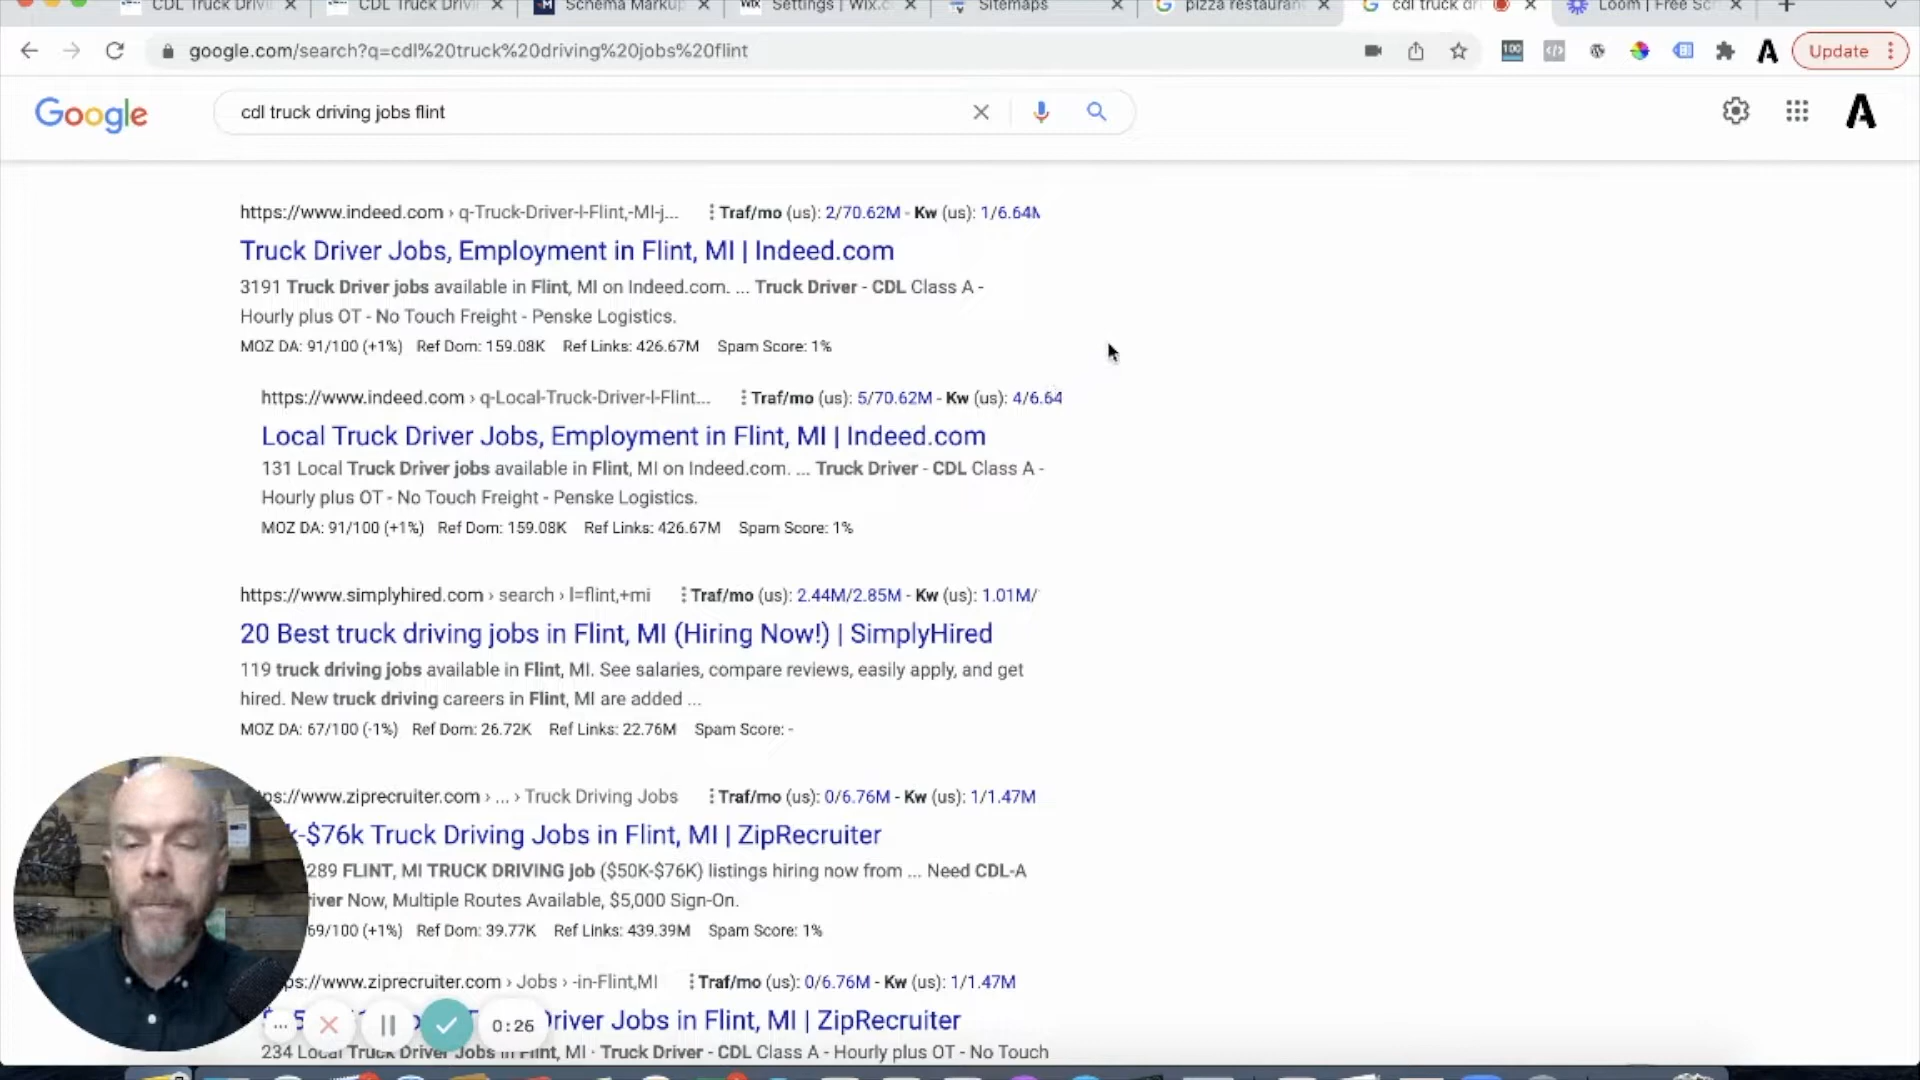 CDL Truck Drivi
CDL Truck Drivi
Schema Markup
WIX
Settings | Wix.c
Sitemaps
pizza restaurant
cdl truck dri
Loom | Free Scr
google.com/search?q=cdl%20truck%20driving%20jobs%20flint
100
Update
Google
cdl truck driving jobs flint
A
https://www.indeed.com › q-Truck-Driver-l-Flint,-MI-j... Traf/mo (us): 2/70.62M - Kw (us): 1/6.64M
Truck Driver Jobs, Employment in Flint, MI | Indeed.com
3191 Truck Driver jobs available in Flint, MI on Indeed.com. ... Truck Driver - CDL Class A -
Hourly plus OT - No Touch Freight - Penske Logistics.
MOZ DA: 91/100 (+1%) Ref Dom: 159.08K Ref Links: 426.67M Spam Score: 1%
https://www.indeed.com › q-Local-Truck-Driver-l-Flint... Traf/mo (us): 5/70.62M - Kw (us): 4/6.64
Local Truck Driver Jobs, Employment in Flint, MI | Indeed.com
131 Local Truck Driver jobs available in Flint, MI on Indeed.com. ... Truck Driver - CDL Class A -
Hourly plus OT - No Touch Freight - Penske Logistics.
MOZ DA: 91/100 (+1%) Ref Dom: 159.08K Ref Links: 426.67M Spam Score: 1%
https://www.simplyhired.com › search › l=flint,+mi Traf/mo (us): 2.44M/2.85M - Kw (us): 1.01M/
20 Best truck driving jobs in Flint, MI (Hiring Now!) | SimplyHired
119 truck driving jobs available in Flint, MI. See salaries, compare reviews, easily apply, and get
hired. New truck driving careers in Flint, MI are added ...
MOZ DA: 67/100 (-1%) Ref Dom: 26.72K Ref Links: 22.76M Spam Score: -
ps://www.ziprecruiter.com › ... › Truck Driving Jobs Traf/mo (us): 0/6.76M - Kw (us): 1/1.47M
k-$76k Truck Driving Jobs in Flint, MI | ZipRecruiter
289 FLINT, MI TRUCK DRIVING job ($50K-$76K) listings hiring now from ... Need CDL-A
river Now, Multiple Routes Available, $5,000 Sign-On.
69/100 (+1%) Ref Dom: 39.77K Ref Links: 439.39M Spam Score: 1%
ps://www.ziprecruiter.com › Jobs › -in-Flint,MI Traf/mo (us): 0/6.76M - Kw (us): 1/1.47M
Driver Jobs in Flint, MI | ZipRecruiter
0:26
234 Local Truck Driver Jobs in Flint, MI · Truck Driver - CDL Class A - Hourly plus OT - No Touch